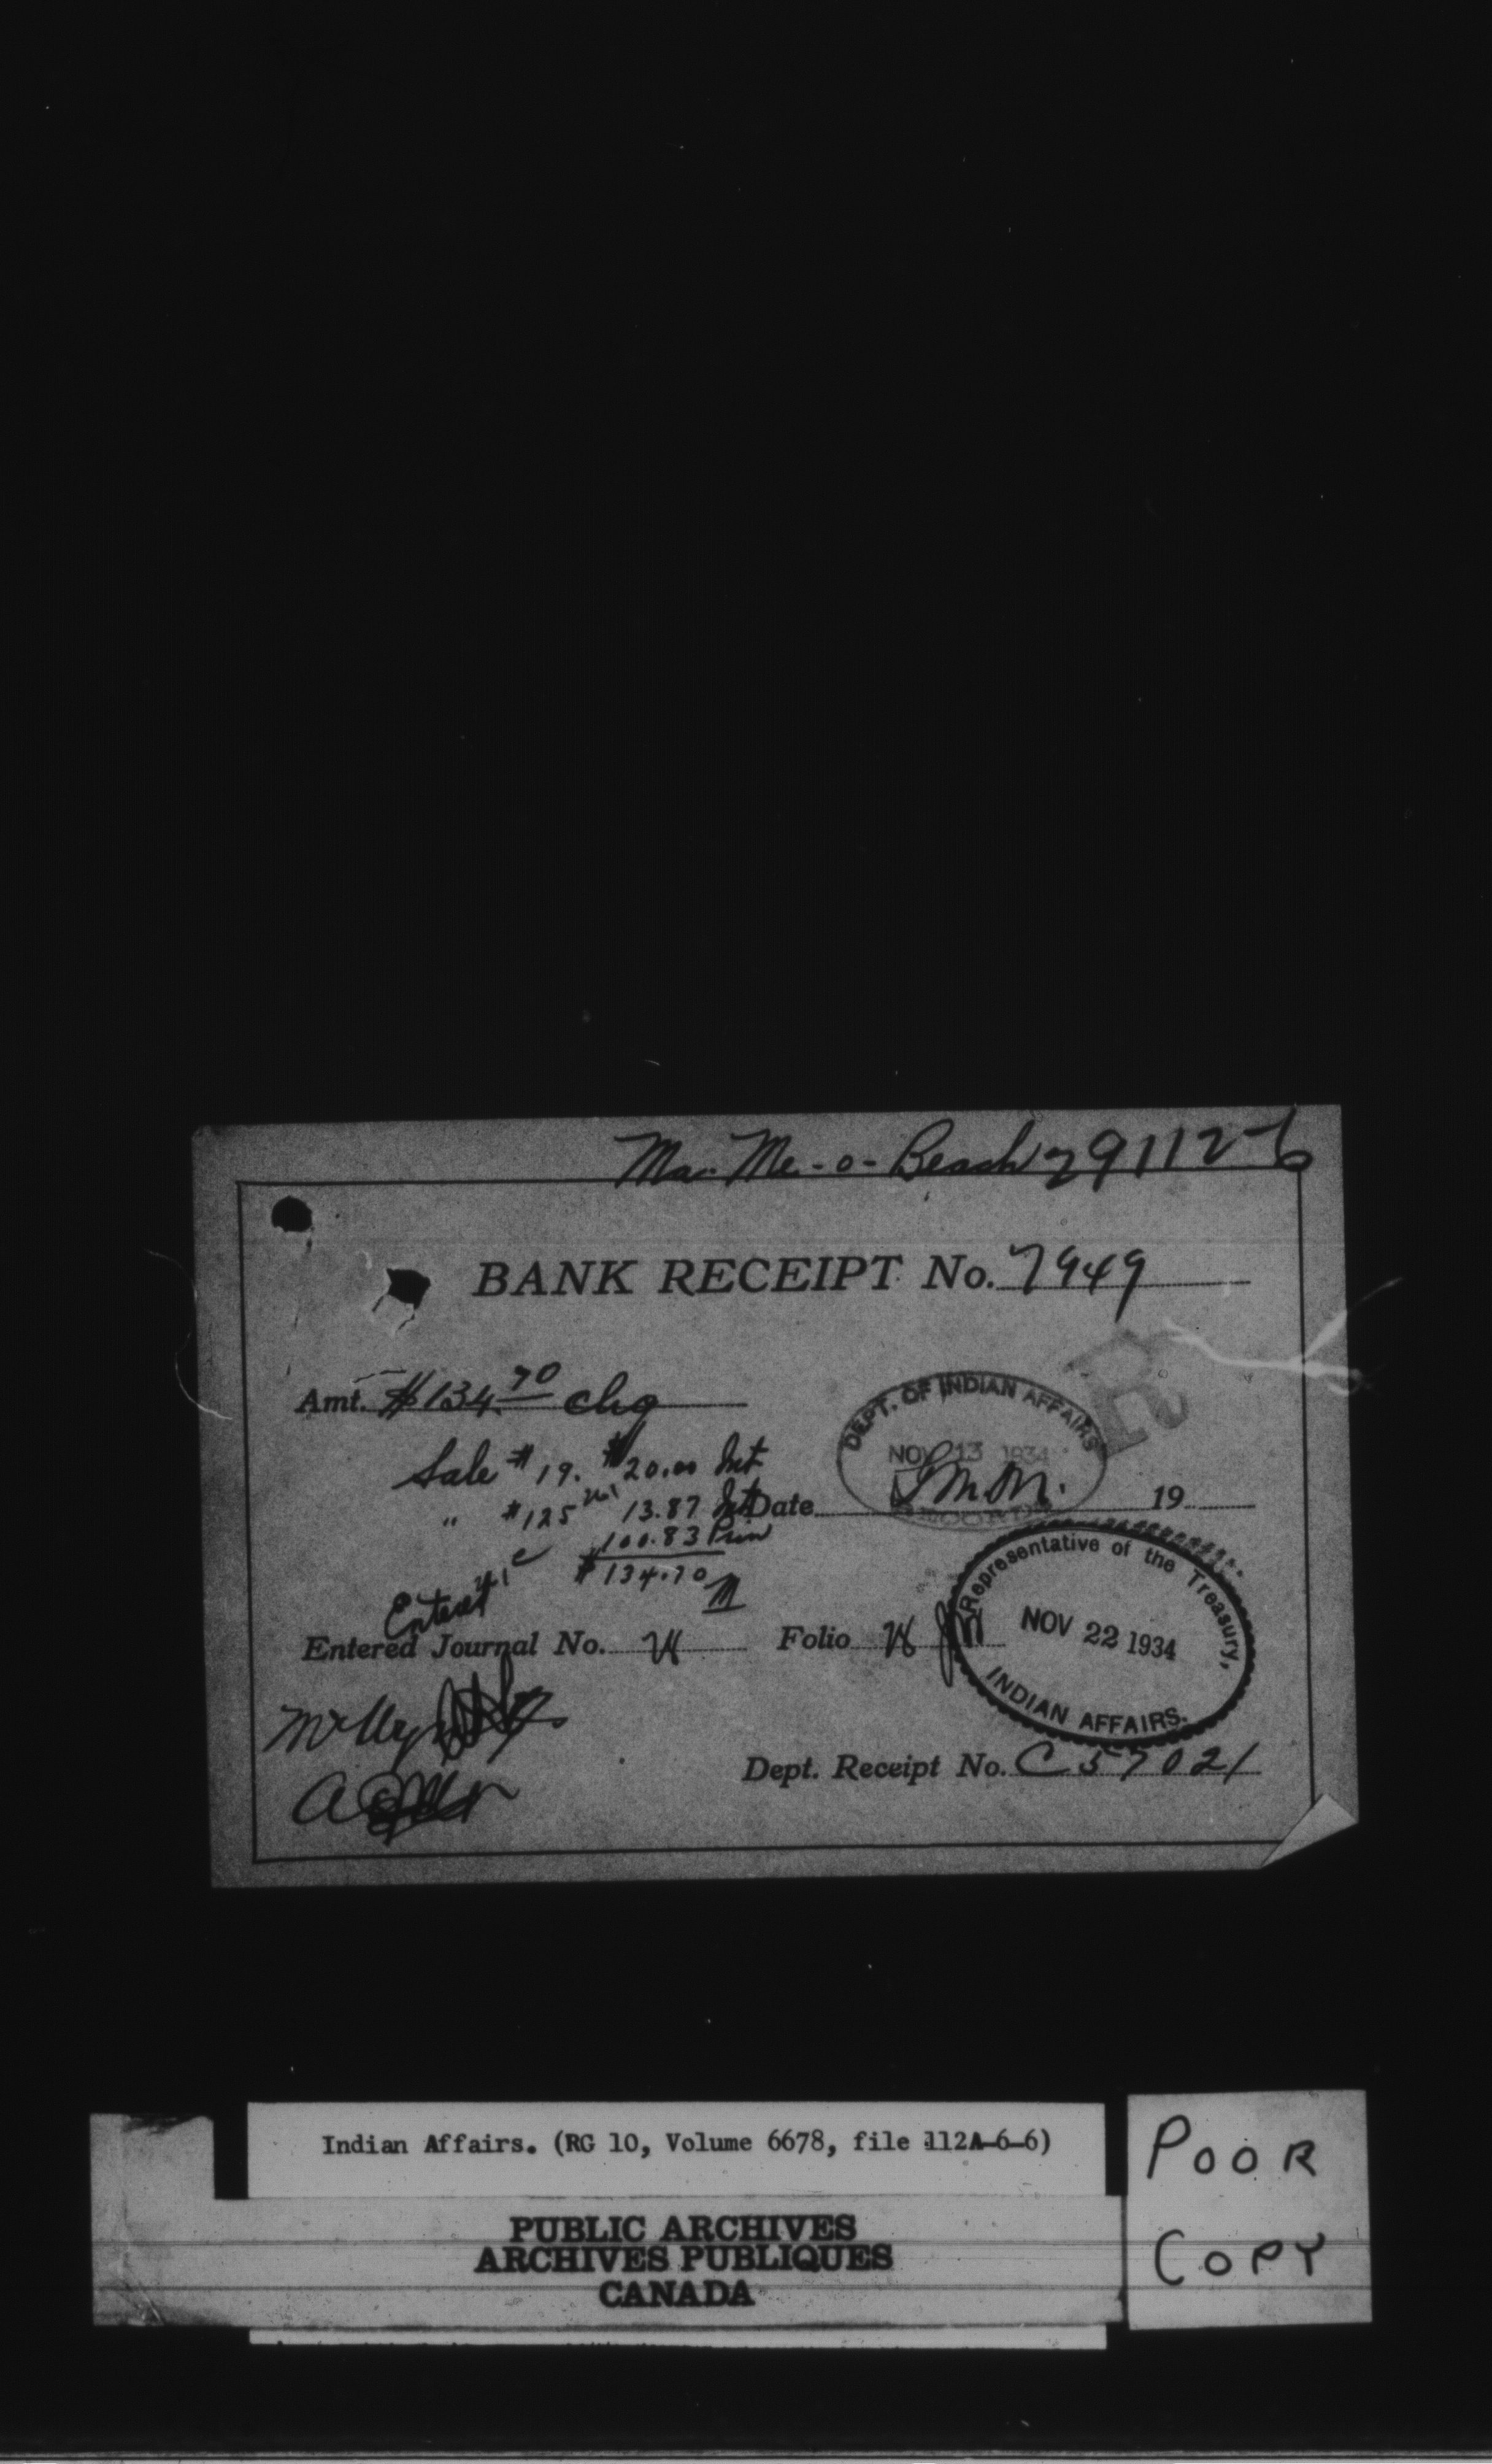 Ma-Me-o-Beach 291126
BANK RECEIPT No. 7949
Amt. $134.70 chq
DEPT. OF INDIAN AFFAIRS
NOV 13 1934
RECORDS
R
Sale #19. $20.00 Int
" #125 13.87 Int
100.83 Prin
$134.70
Date 19
Representative of the Treasury,
NOV 22 1934
INDIAN AFFAIRS.
Entered Journal No. Folio
Dept. Receipt No. C 57021
Indian Affairs. (RG 10, Volume 6678, file 112A-6-6)
PUBLIC ARCHIVES
ARCHIVES PUBLIQUES
CANADA
POOR
COPY